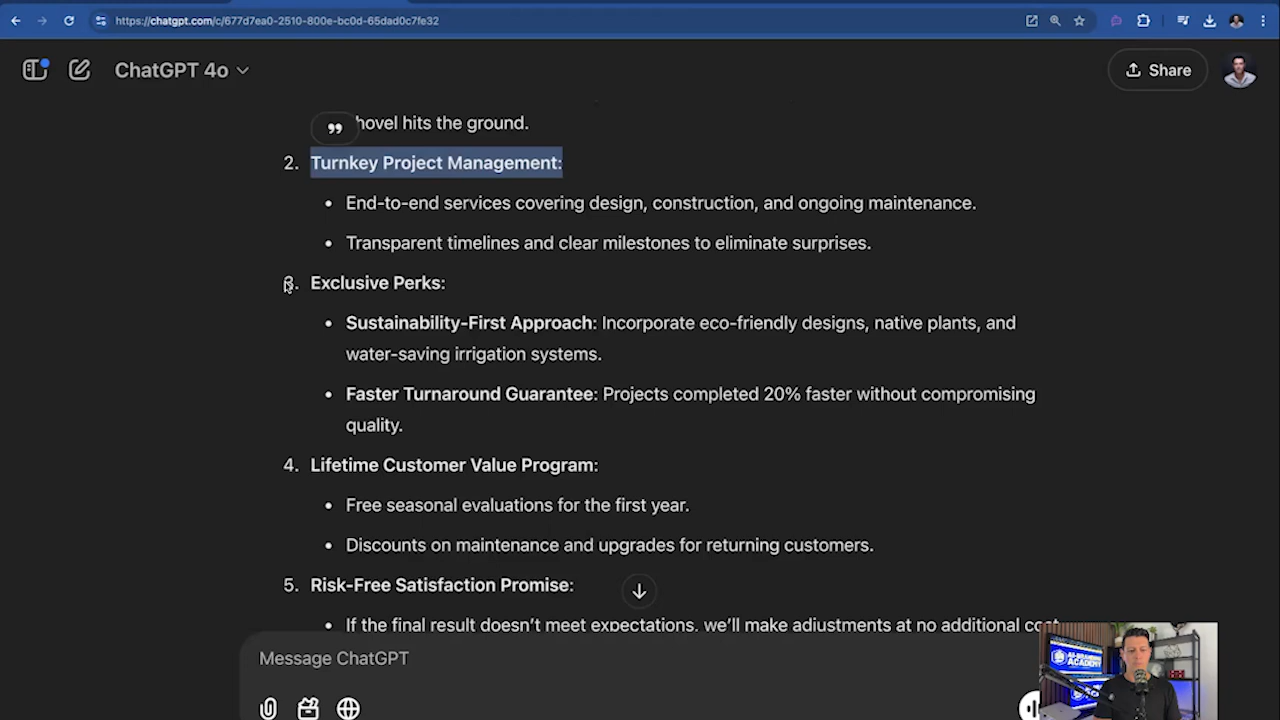 https://chatgpt.com/c/677d7ea0-2510-800e-bc0d-65dad0c7fe32
ChatGPT 4o
Share
hovel hits the ground.
2. Turnkey Project Management:
• End-to-end services covering design, construction, and ongoing maintenance.
• Transparent timelines and clear milestones to eliminate surprises.
3. Exclusive Perks:
• Sustainability-First Approach: Incorporate eco-friendly designs, native plants, and
water-saving irrigation systems.
• Faster Turnaround Guarantee: Projects completed 20% faster without compromising
quality.
4. Lifetime Customer Value Program:
• Free seasonal evaluations for the first year.
• Discounts on maintenance and upgrades for returning customers.
5. Risk-Free Satisfaction Promise:
• If the final result doesn’t meet expectations, we’ll make adjustments at no additional cost
Message ChatGPT
ACADEMY